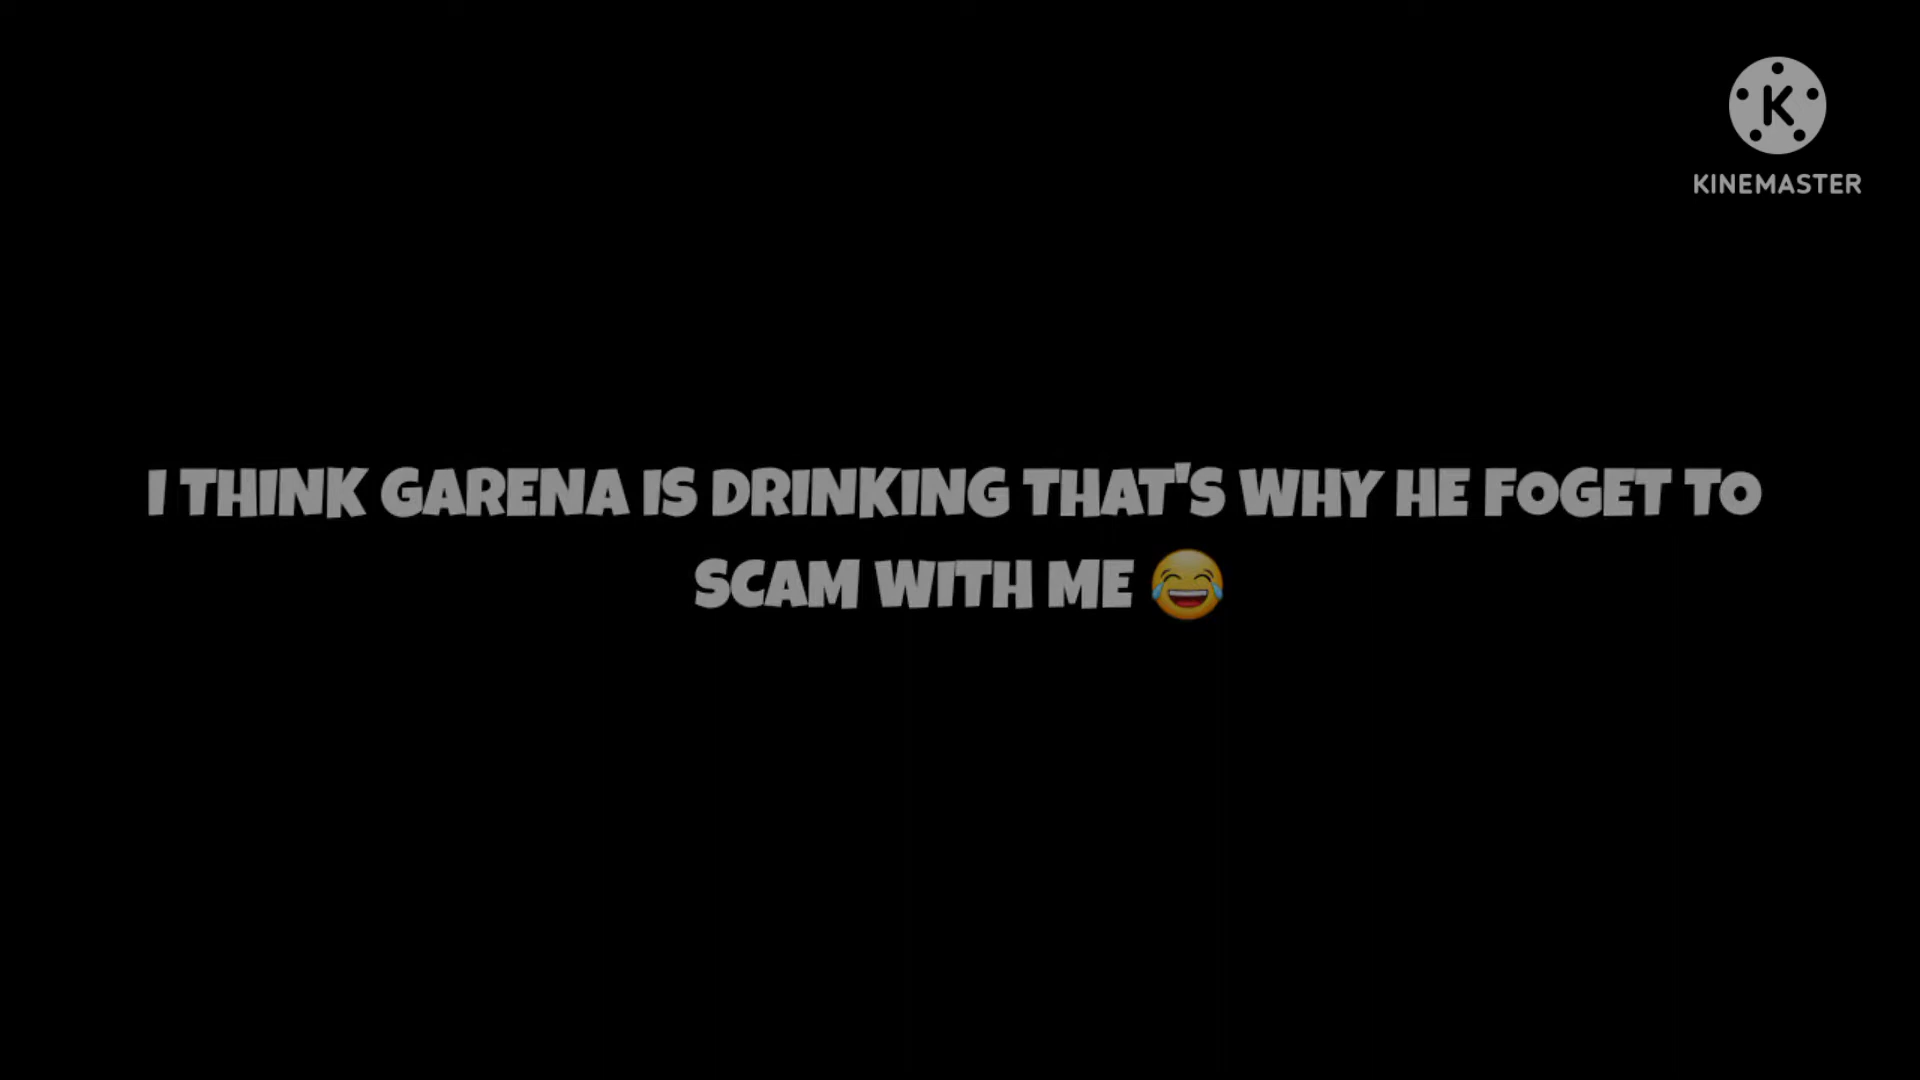 K
KINEMASTER
I THINK GARENA IS DRINKING THAT'S WHY HE FOGET TO
SCAM WITH ME 😂